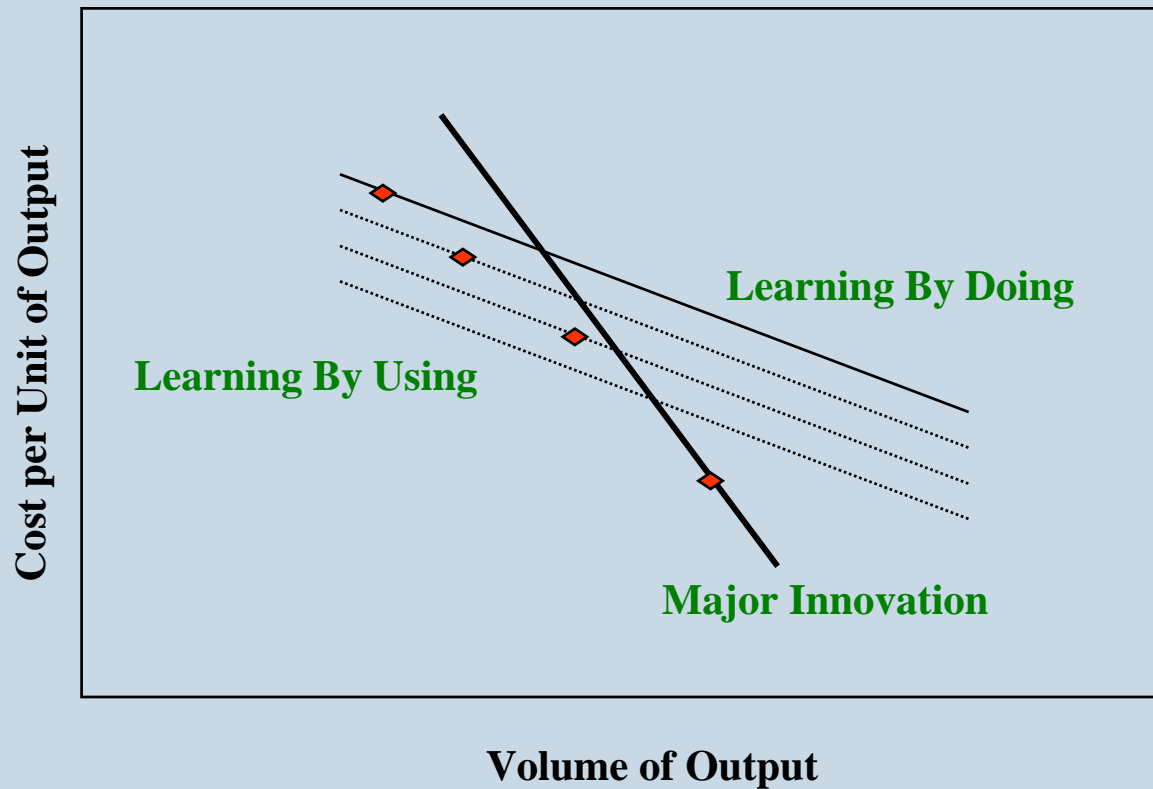 Cost per Unit of Output
Learning By Doing
Learning By Using
Major Innovation
Volume of Output